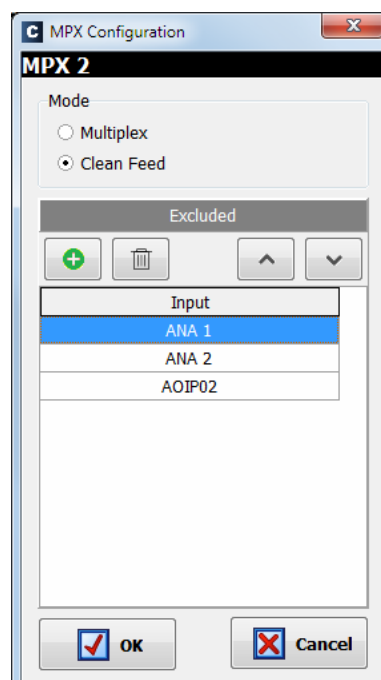 C MPX Configuration
MPX 2
Mode
Multiplex
Clean Feed
Excluded
Input
ANA 1
ANA 2
AOIP02
OK
Cancel